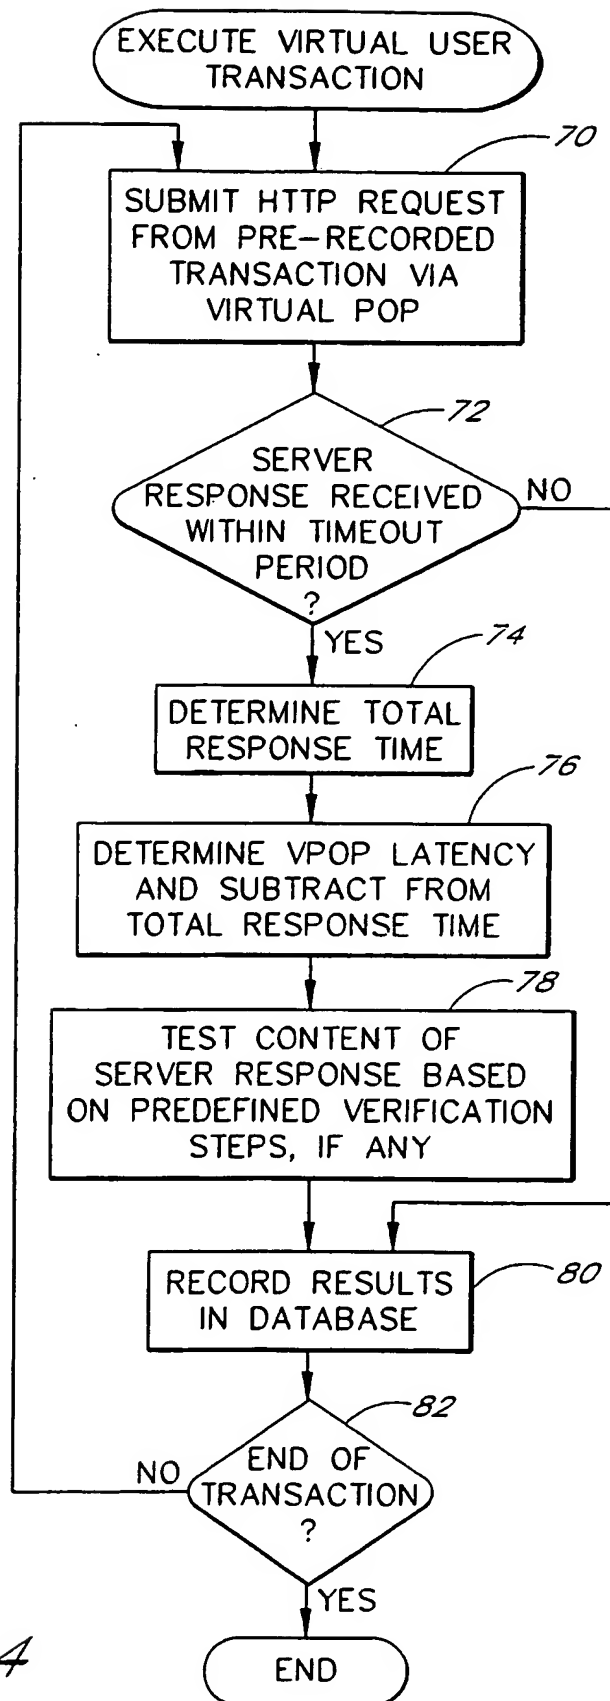 EXECUTE VIRTUAL USER
TRANSACTION
70
SUBMIT HTTP REQUEST
FROM PRE-RECORDED
TRANSACTION VIA
VIRTUAL POP
72
SERVER
RESPONSE RECEIVED
WITHIN TIMEOUT
PERIOD
?
NO
YES
74
DETERMINE TOTAL
RESPONSE TIME
76
DETERMINE VPOP LATENCY
AND SUBTRACT FROM
TOTAL RESPONSE TIME
78
TEST CONTENT OF
SERVER RESPONSE BASED
ON PREDEFINED VERIFICATION
STEPS, IF ANY
80
RECORD RESULTS
IN DATABASE
82
END OF
TRANSACTION
?
NO
YES
4
END